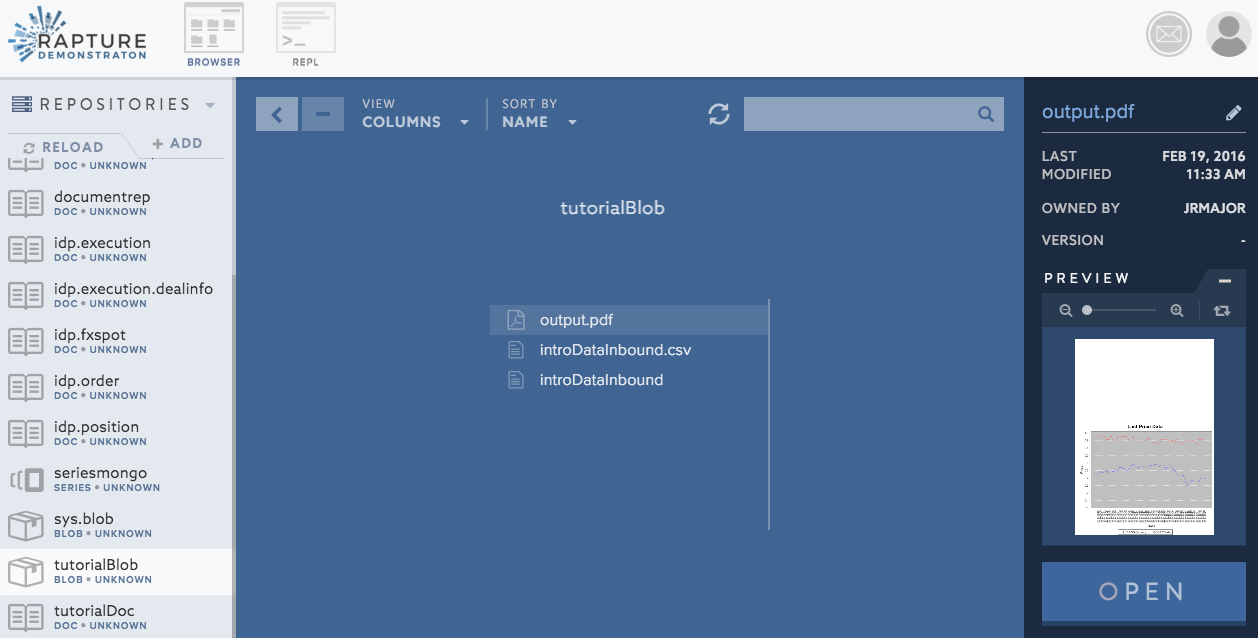 RAPTURE
DEMONSTRATON
BROWSER
>_
REPL
REPOSITORIES
RELOAD
+ ADD
DOC • UNKNOWN
documentrep
DOC • UNKNOWN
idp.execution
DOC • UNKNOWN
idp.execution.dealinfo
DOC • UNKNOWN
idp.fxspot
DOC • UNKNOWN
idp.order
DOC • UNKNOWN
idp.position
DOC • UNKNOWN
seriesmongo
SERIES • UNKNOWN
sys.blob
BLOB • UNKNOWN
tutorialBlob
BLOB • UNKNOWN
tutorialDoc
DOC • UNKNOWN
VIEW
COLUMNS
SORT BY
NAME
tutorialBlob
output.pdf
introDataInbound.csv
introDataInbound
output.pdf
LAST MODIFIED FEB 19, 2016 11:33 AM
OWNED BY JRMAJOR
VERSION -
PREVIEW
Last Price Data
OPEN